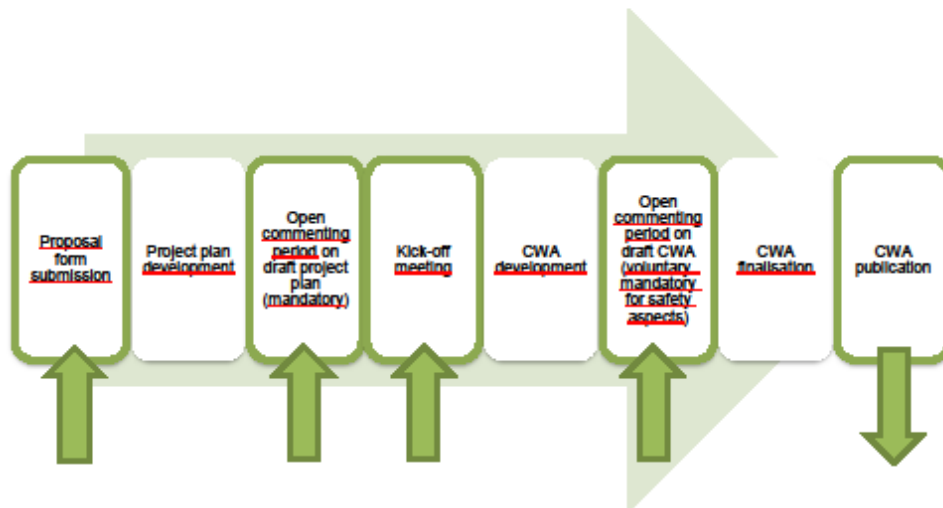 Proposal
form
submission
Project plan
development
Open
commenting
period on
draft project
plan
(mandatory)
Kick-off
meeting
CWA
development
Open
commenting
period on
draft CWA
(voluntary
mandatory
for safety
aspects)
CWA
finalisation
CWA
publication